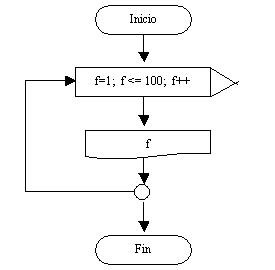 Inicio
f=1; f <= 100; f++
f
Fin